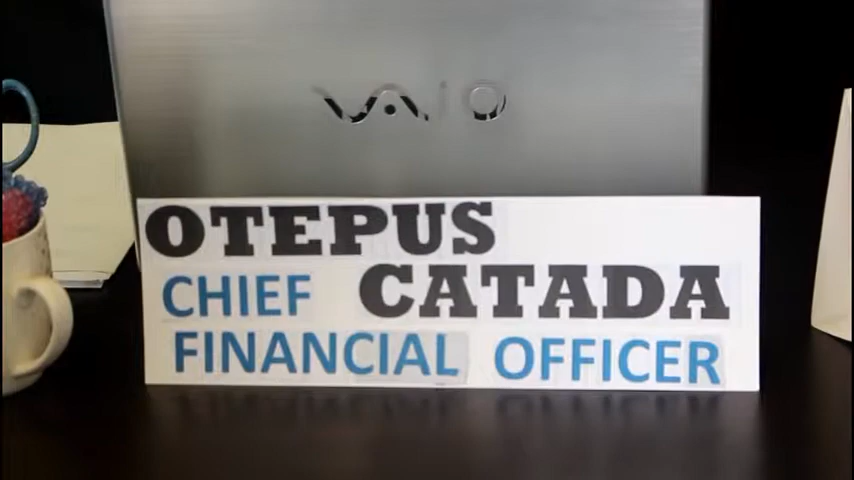 VAIO
OTEPUS
CHIEF CATADA
FINANCIAL OFFICER